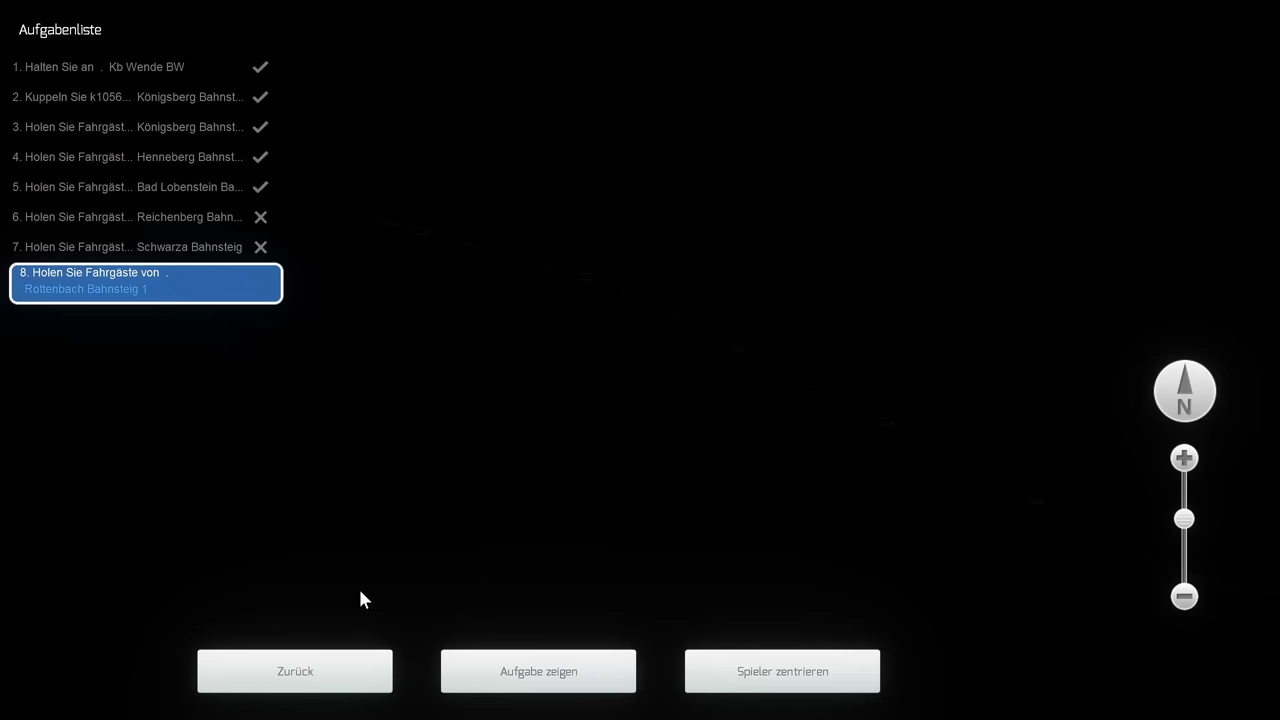 Aufgabenliste
1. Halten Sie an . Kb Wende BW
2. Kuppeln Sie k1056... Königsberg Bahnst...
3. Holen Sie Fahrgäst... Königsberg Bahnst...
4. Holen Sie Fahrgäst... Henneberg Bahnst...
5. Holen Sie Fahrgäst... Bad Lobenstein Ba...
6. Holen Sie Fahrgäst... Reichenberg Bahn...
7. Holen Sie Fahrgäst... Schwarza Bahnsteig
8. Holen Sie Fahrgäste von .
Rottenbach Bahnsteig 1
N
Zurück Aufgabe zeigen Spieler zentrieren